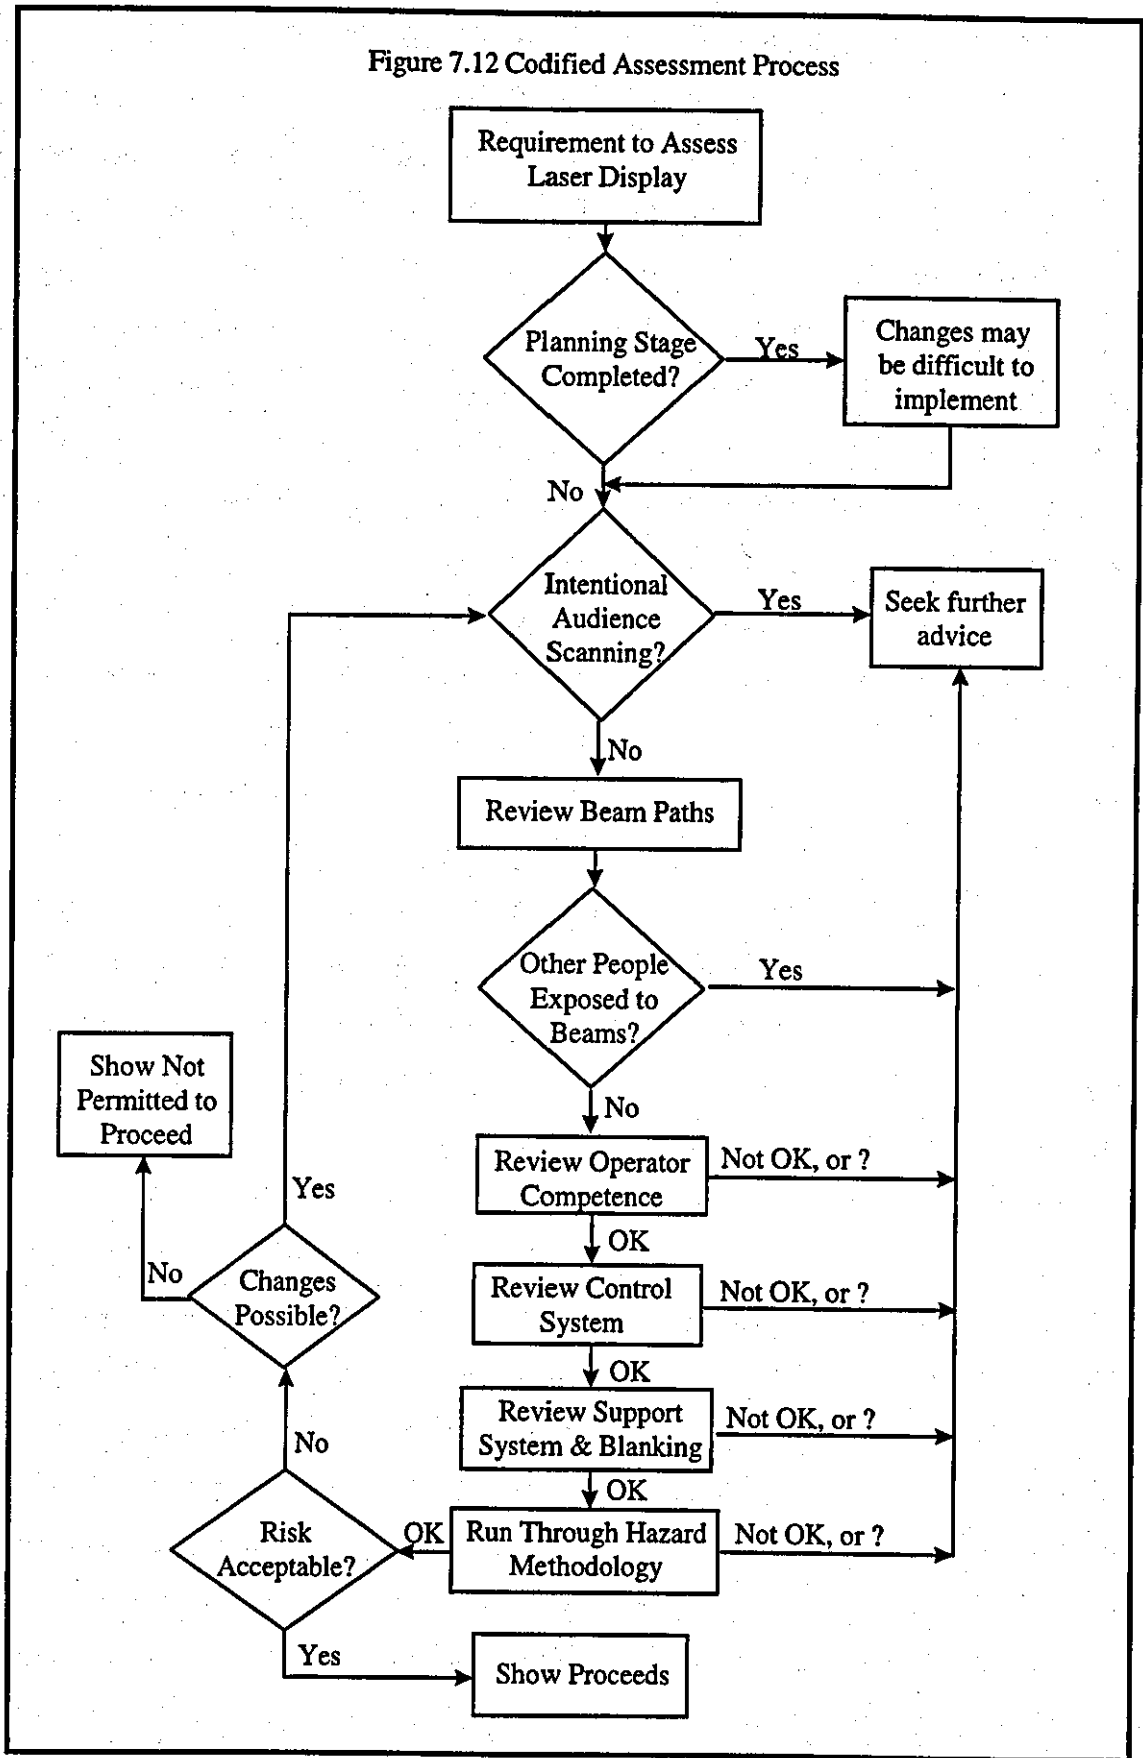 Figure 7.12 Codified Assessment Process
Requirement to Assess
Laser Display
Planning Stage
Completed?
Yes
Changes may
be difficult to
implement
No
Intentional
Audience
Scanning?
Yes
Seek further
advice
No
Review Beam Paths
Other People
Exposed to
Beams?
Yes
No
Show Not
Permitted to
Proceed
Review Operator
Competence
Not OK, or ?
Yes
OK
No
Changes
Possible?
Review Control
System
Not OK, or ?
OK
Review Support
System & Blanking
Not OK, or ?
No
OK
Risk
Acceptable?
OK
Run Through Hazard
Methodology
Not OK, or ?
Yes
Show Proceeds